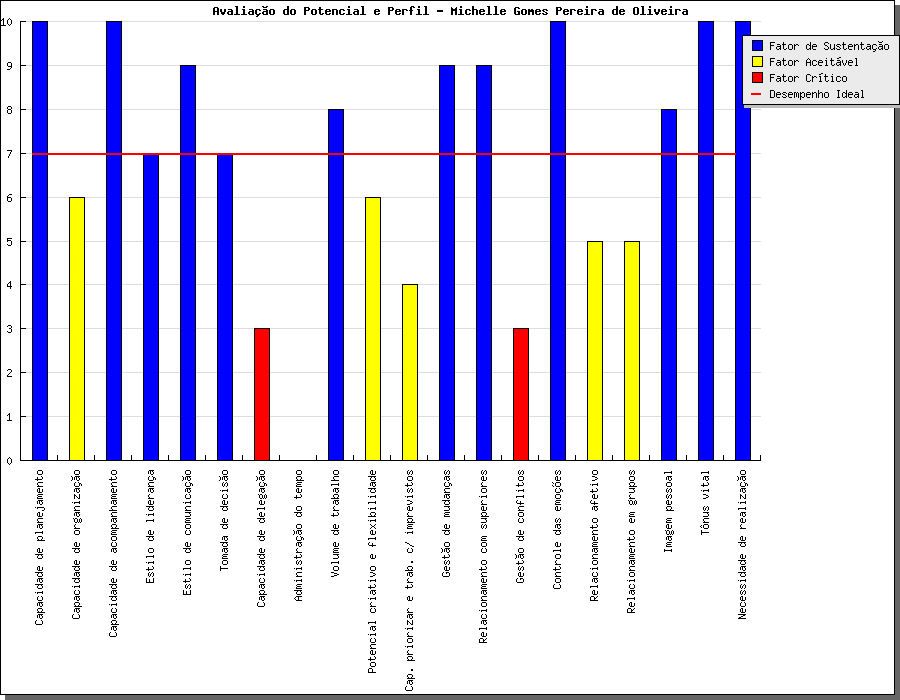 Avaliação do Potencial e Perfil - Michelle Gomes Pereira de Oliveira
Fator de Sustentação
Fator Aceitável
Fator Crítico
Desempenho Ideal
10
9
8
7
6
5
4
3
2
1
0
Capacidade de planejamento
Capacidade de organização
Capacidade de acompanhamento
Estilo de liderança
Estilo de comunicação
Tomada de decisão
Capacidade de delegação
Administração do tempo
Volume de trabalho
Potencial criativo e flexibilidade
Cap. priorizar e trab. c/ imprevistos
Gestão de mudanças
Relacionamento com superiores
Gestão de conflitos
Controle das emoções
Relacionamento afetivo
Relacionamento em grupos
Imagem pessoal
Tônus vital
Necessidade de realização